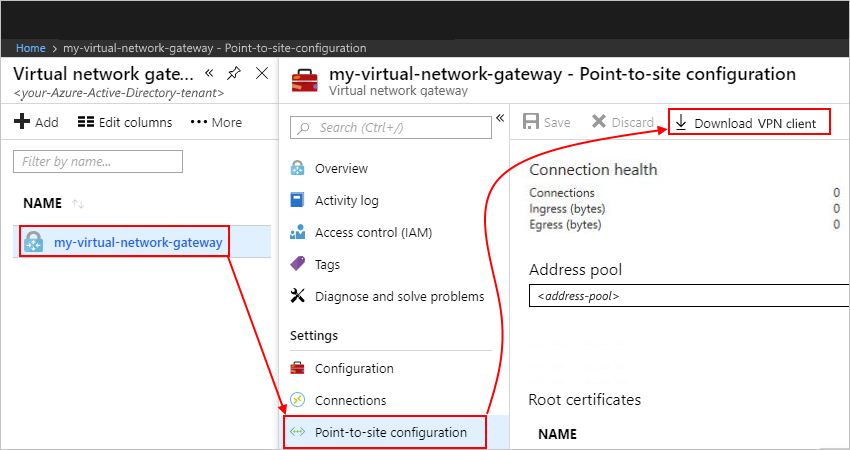 Home > my-virtual-network-gateway - Point-to-site-configuration
Virtual network gate... «
<your-Azure-Active-Directory-tenant>
Add Edit columns More
Filter by name...
NAME
my-virtual-network-gateway
my-virtual-network-gateway - Point-to-site configuration
Virtual network gateway
Search (Ctrl+/) «
Overview
Activity log
Access control (IAM)
Tags
Diagnose and solve problems
Settings
Configuration
Connections
Point-to-site configuration
Save Discard Download VPN client
Connection health
Connections 0
Ingress (bytes) 0
Egress (bytes) 0
Address pool
<address-pool>
Root certificates
NAME